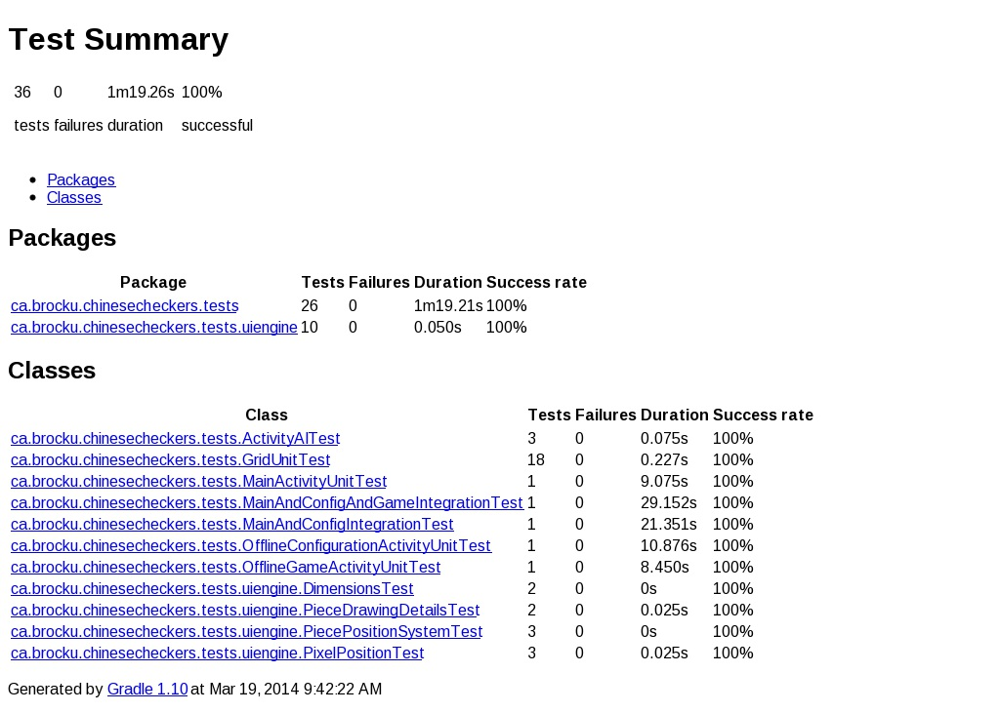 Test Summary
36 0 1m19.26s 100%
tests failures duration successful
Packages
Classes
Packages
Package Tests Failures Duration Success rate
ca.brocku.chinesecheckers.tests 26 0 1m19.21s 100%
ca.brocku.chinesecheckers.tests.uiengine 10 0 0.050s 100%
Classes
Class Tests Failures Duration Success rate
ca.brocku.chinesecheckers.tests.ActivityAITest 3 0 0.075s 100%
ca.brocku.chinesecheckers.tests.GridUnitTest 18 0 0.227s 100%
ca.brocku.chinesecheckers.tests.MainActivityUnitTest 1 0 9.075s 100%
ca.brocku.chinesecheckers.tests.MainAndConfigAndGameIntegrationTest 1 0 29.152s 100%
ca.brocku.chinesecheckers.tests.MainAndConfigIntegrationTest 1 0 21.351s 100%
ca.brocku.chinesecheckers.tests.OfflineConfigurationActivityUnitTest 1 0 10.876s 100%
ca.brocku.chinesecheckers.tests.OfflineGameActivityUnitTest 1 0 8.450s 100%
ca.brocku.chinesecheckers.tests.uiengine.DimensionsTest 2 0 0s 100%
ca.brocku.chinesecheckers.tests.uiengine.PieceDrawingDetailsTest 2 0 0.025s 100%
ca.brocku.chinesecheckers.tests.uiengine.PiecePositionSystemTest 3 0 0s 100%
ca.brocku.chinesecheckers.tests.uiengine.PixelPositionTest 3 0 0.025s 100%
Generated by Gradle 1.10 at Mar 19, 2014 9:42:22 AM